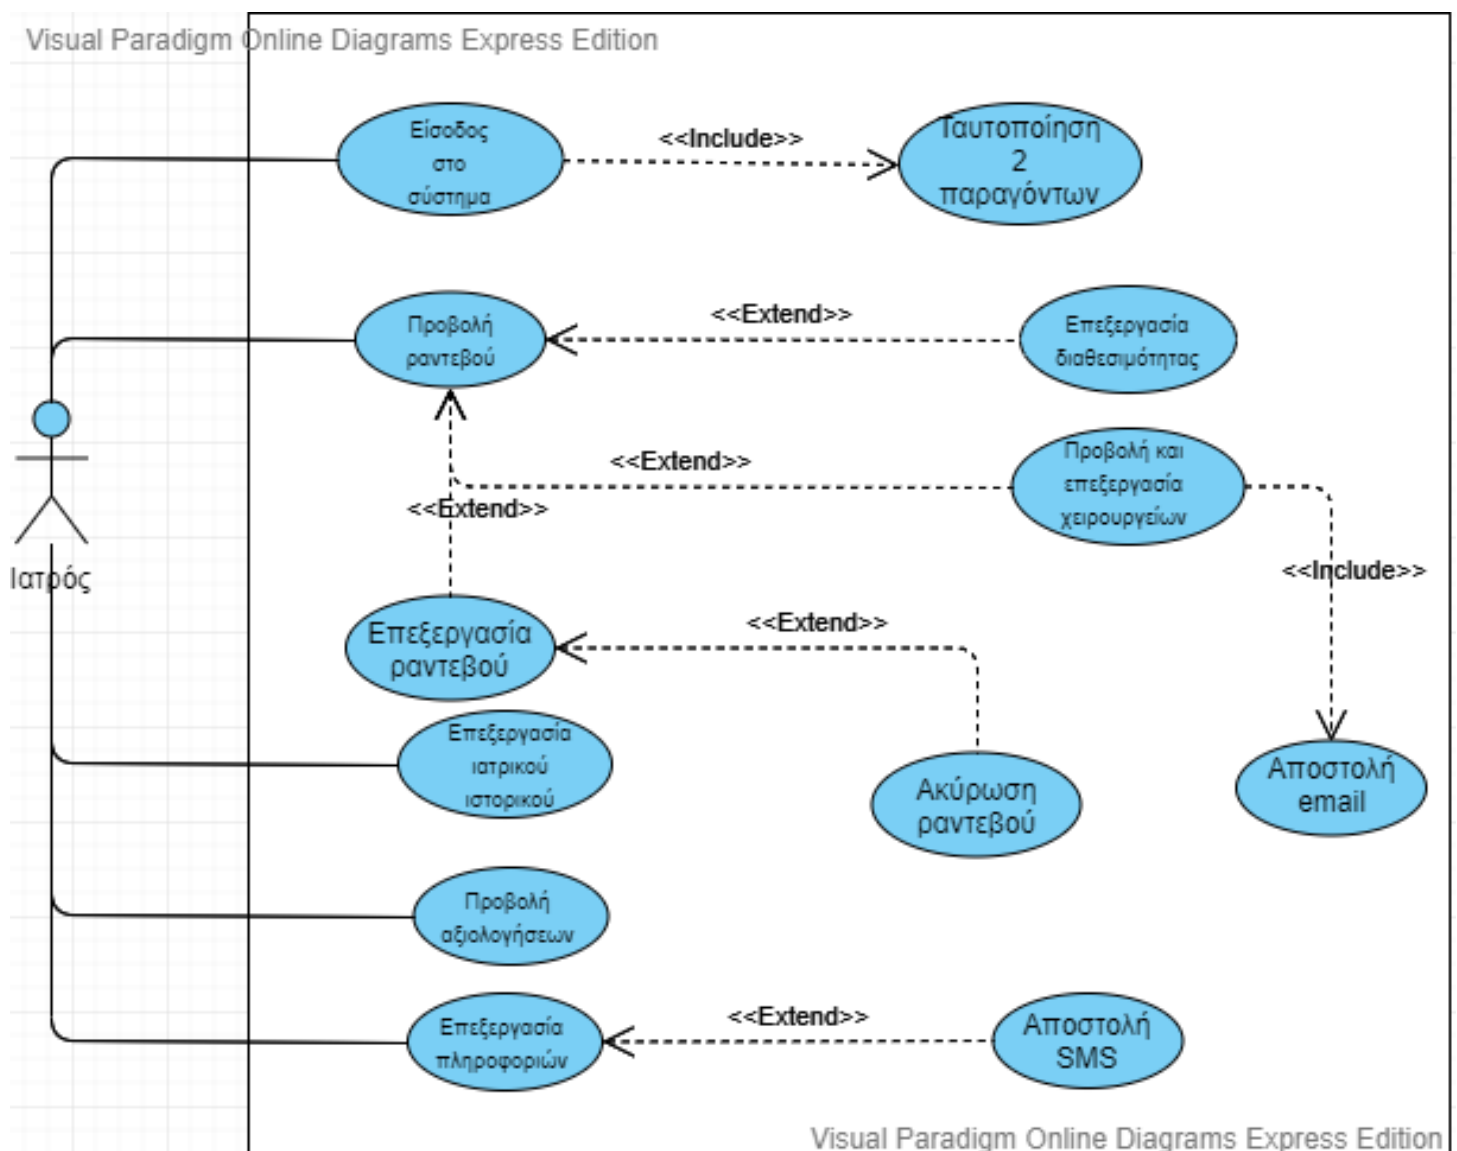 Visual Paradigm Online Diagrams Express Edition
Είσοδος
στο
σύστημα
<<Include>>
Ταυτοποίηση
2
παραγόντων
Προβολή
ραντεβού
<<Extend>>
Επεξεργασία
διαθεσιμότητας
<<Extend>>
Προβολή και
επεξεργασία
χειρουργείων
<<Extend>>
Ιατρός
<<Include>>
Επεξεργασία
ραντεβού
<<Extend>>
Επεξεργασία
ιατρικού
ιστορικού
Ακύρωση
ραντεβού
Αποστολή
email
Προβολή
αξιολογήσεων
Επεξεργασία
πληροφοριών
<<Extend>>
Αποστολή
SMS
Visual Paradigm Online Diagrams Express Edition